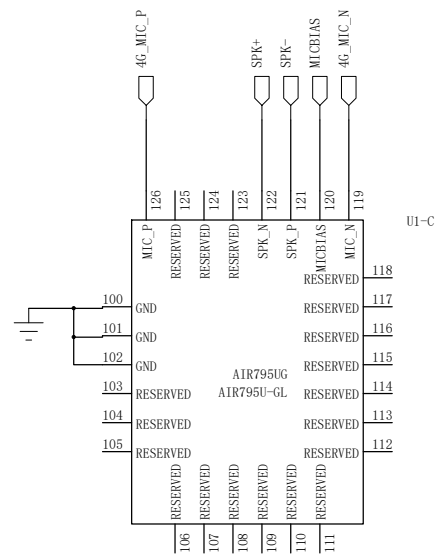 4G_MIC_P
SPK+
SPK-
MICBIAS
4G_MIC_N
126
125
124
123
122
121
120
119
U1-C
MIC_P
RESERVED
RESERVED
RESERVED
SPK_N
SPK_P
MICBIAS
MIC_N
RESERVED 118
117
RESERVED
116
RESERVED
115
RESERVED
114
RESERVED
113
RESERVED
112
RESERVED
100
GND
101
GND
102
GND
103
RESERVED
104
RESERVED
105
RESERVED
AIR795UG
AIR795U-GL
RESERVED
RESERVED
RESERVED
RESERVED
RESERVED
RESERVED
106
107
108
109
110
111